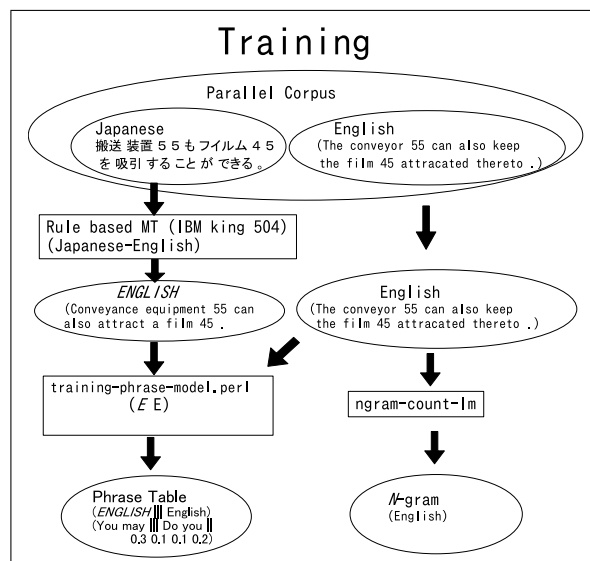 Training
Parallel Corpus
Japanese
搬送 装置 5 5 も フイルム 4 5
を 吸引 する こと が できる 。
English
(The conveyor 55 can also keep
the film 45 attracated thereto .)
Rule based MT (IBM king 504)
(Japanese-English)
ENGLISH
(Conveyance equipment 55 can
also attract a film 45 .
English
(The conveyor 55 can also keep
the film 45 attracated thereto .)
training-phrase-model.perl
(E E)
ngram-count-lm
Phrase Table
(ENGLISH ||| English)
(You may ||| Do you ||
0.3 0.1 0.1 0.2)
N-gram
(English)